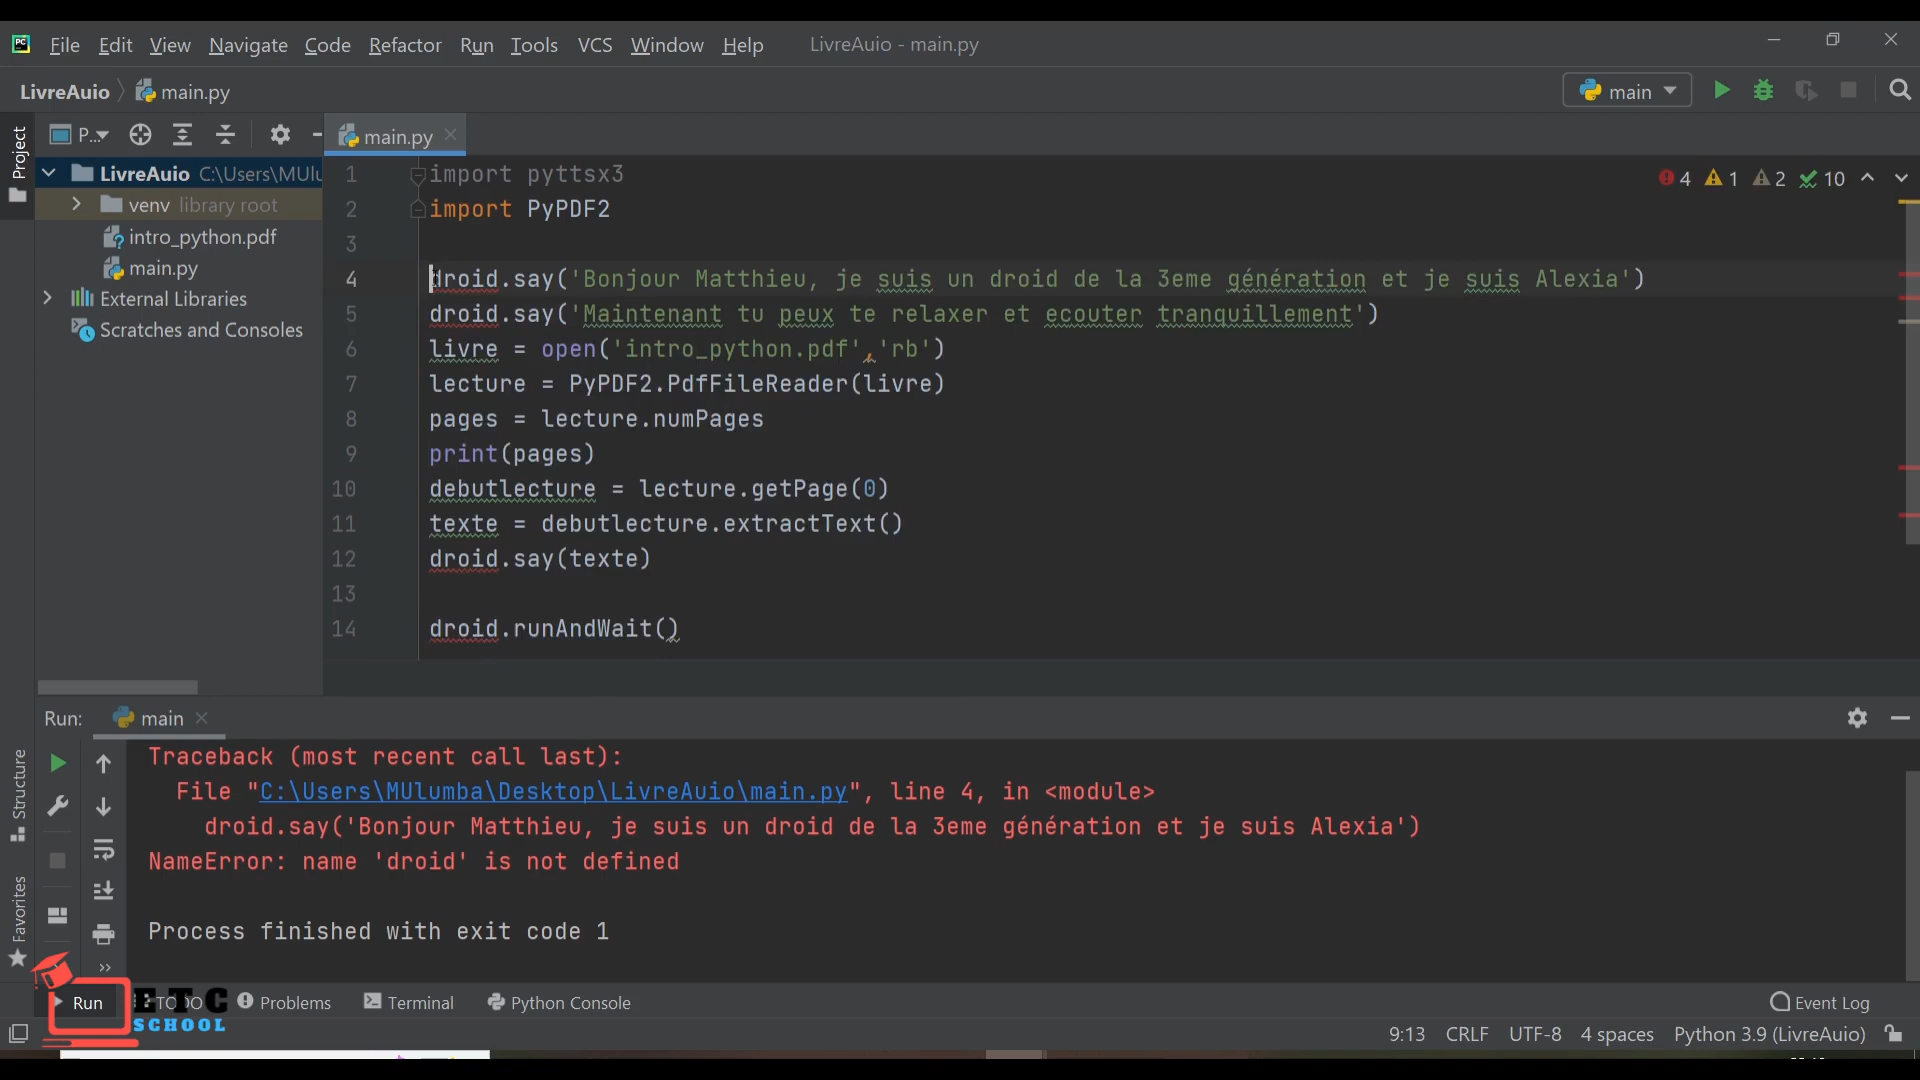 File Edit View Navigate Code Refactor Run Tools VCS Window Help LivreAuio - main.py
LivreAuio main.py main
P... main.py
Project
LivreAuio C:\Users\MUlu
venv library root
intro_python.pdf
main.py
External Libraries
Scratches and Consoles
4 1 2 10
1 import pyttsx3
2 import PyPDF2
3
4 droid.say('Bonjour Matthieu, je suis un droid de la 3eme génération et je suis Alexia')
5 droid.say('Maintenant tu peux te relaxer et ecouter tranquillement')
6 livre = open('intro_python.pdf','rb')
7 lecture = PyPDF2.PdfFileReader(livre)
8 pages = lecture.numPages
9 print(pages)
10 debutlecture = lecture.getPage(0)
11 texte = debutlecture.extractText()
12 droid.say(texte)
13
14 droid.runAndWait()
Run: main
Structure
Favorites
Traceback (most recent call last):
File "C:\Users\MUlumba\Desktop\LivreAuio\main.py", line 4, in <module>
droid.say('Bonjour Matthieu, je suis un droid de la 3eme génération et je suis Alexia')
NameError: name 'droid' is not defined
Process finished with exit code 1
Run TODO Problems Terminal Python Console Event Log
ETC
SCHOOL
9:13 CRLF UTF-8 4 spaces Python 3.9 (LivreAuio)